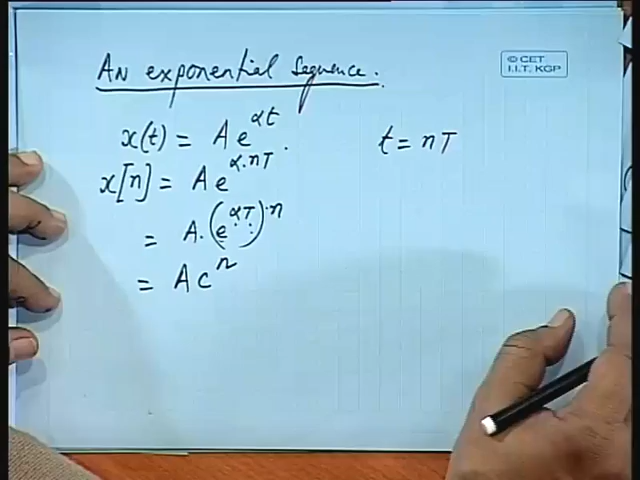 An exponential sequence.
© CET
I.I.T. KGP
x(t) = A e^{αt}.
t = nT
x[n] = A e^{α.nT}
= A.(e^{αT})^{.n}
= A c^n